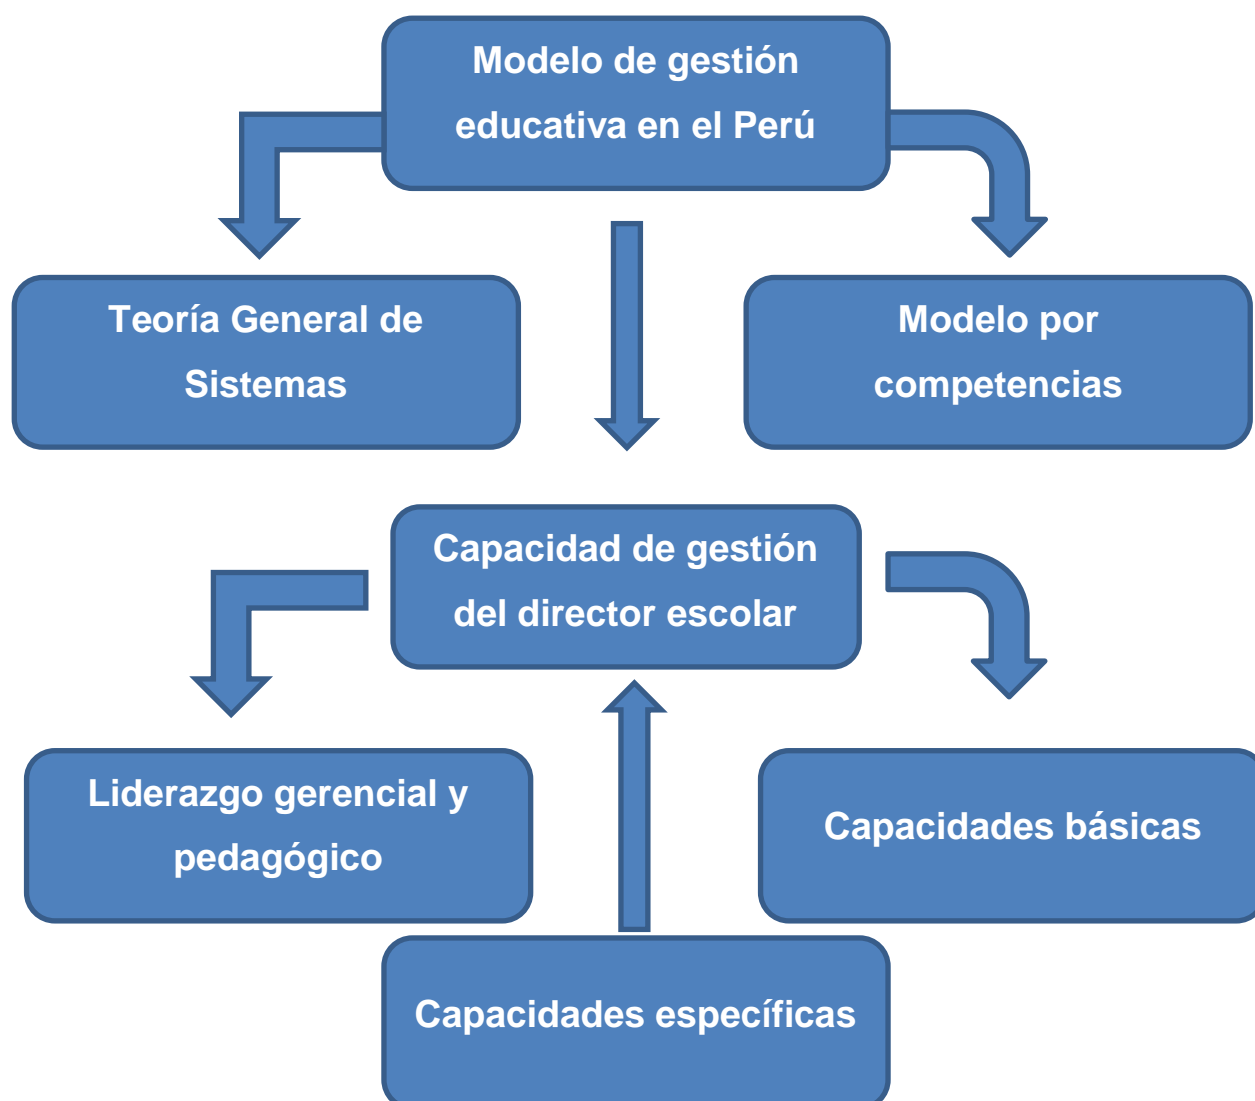 Modelo de gestión
educativa en el Perú
Teoría General de
Sistemas
Modelo por
competencias
Capacidad de gestión
del director escolar
Liderazgo gerencial y
pedagógico
Capacidades básicas
Capacidades específicas